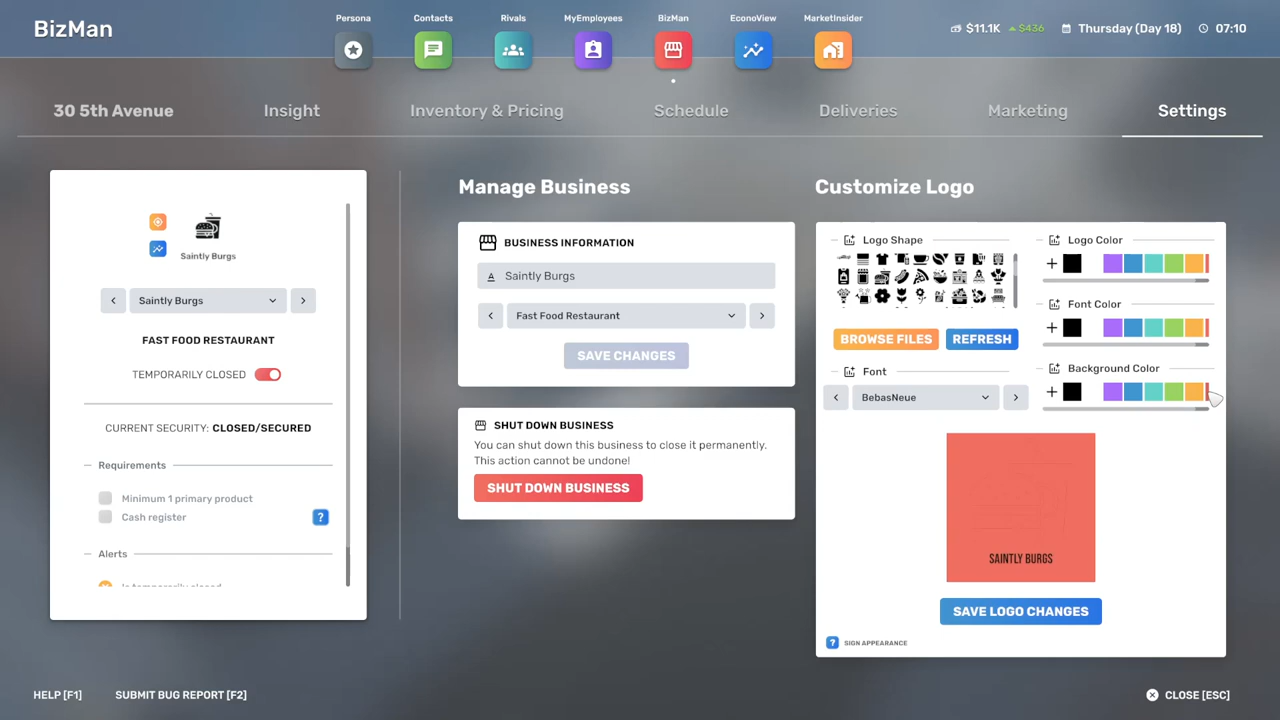 BizMan
Persona
Contacts
Rivals
MyEmployees
BizMan
EconoView
MarketInsider
$11.1K
$436
Thursday (Day 18)
07:10
30 5th Avenue
Insight
Inventory & Pricing
Schedule
Deliveries
Marketing
Settings
Saintly Burgs
Saintly Burgs
FAST FOOD RESTAURANT
TEMPORARILY CLOSED
CURRENT SECURITY: CLOSED/SECURED
Requirements
Minimum 1 primary product
Cash register
?
Alerts
Is temporarily closed
Manage Business
BUSINESS INFORMATION
Saintly Burgs
Fast Food Restaurant
SAVE CHANGES
SHUT DOWN BUSINESS
You can shut down this business to close it permanently.
This action cannot be undone!
SHUT DOWN BUSINESS
Customize Logo
Logo Shape
BROWSE FILES
REFRESH
Font
BebasNeue
Logo Color
Font Color
Background Color
SAINTLY BURGS
SAVE LOGO CHANGES
? SIGN APPEARANCE
HELP [F1]
SUBMIT BUG REPORT [F2]
CLOSE [ESC]